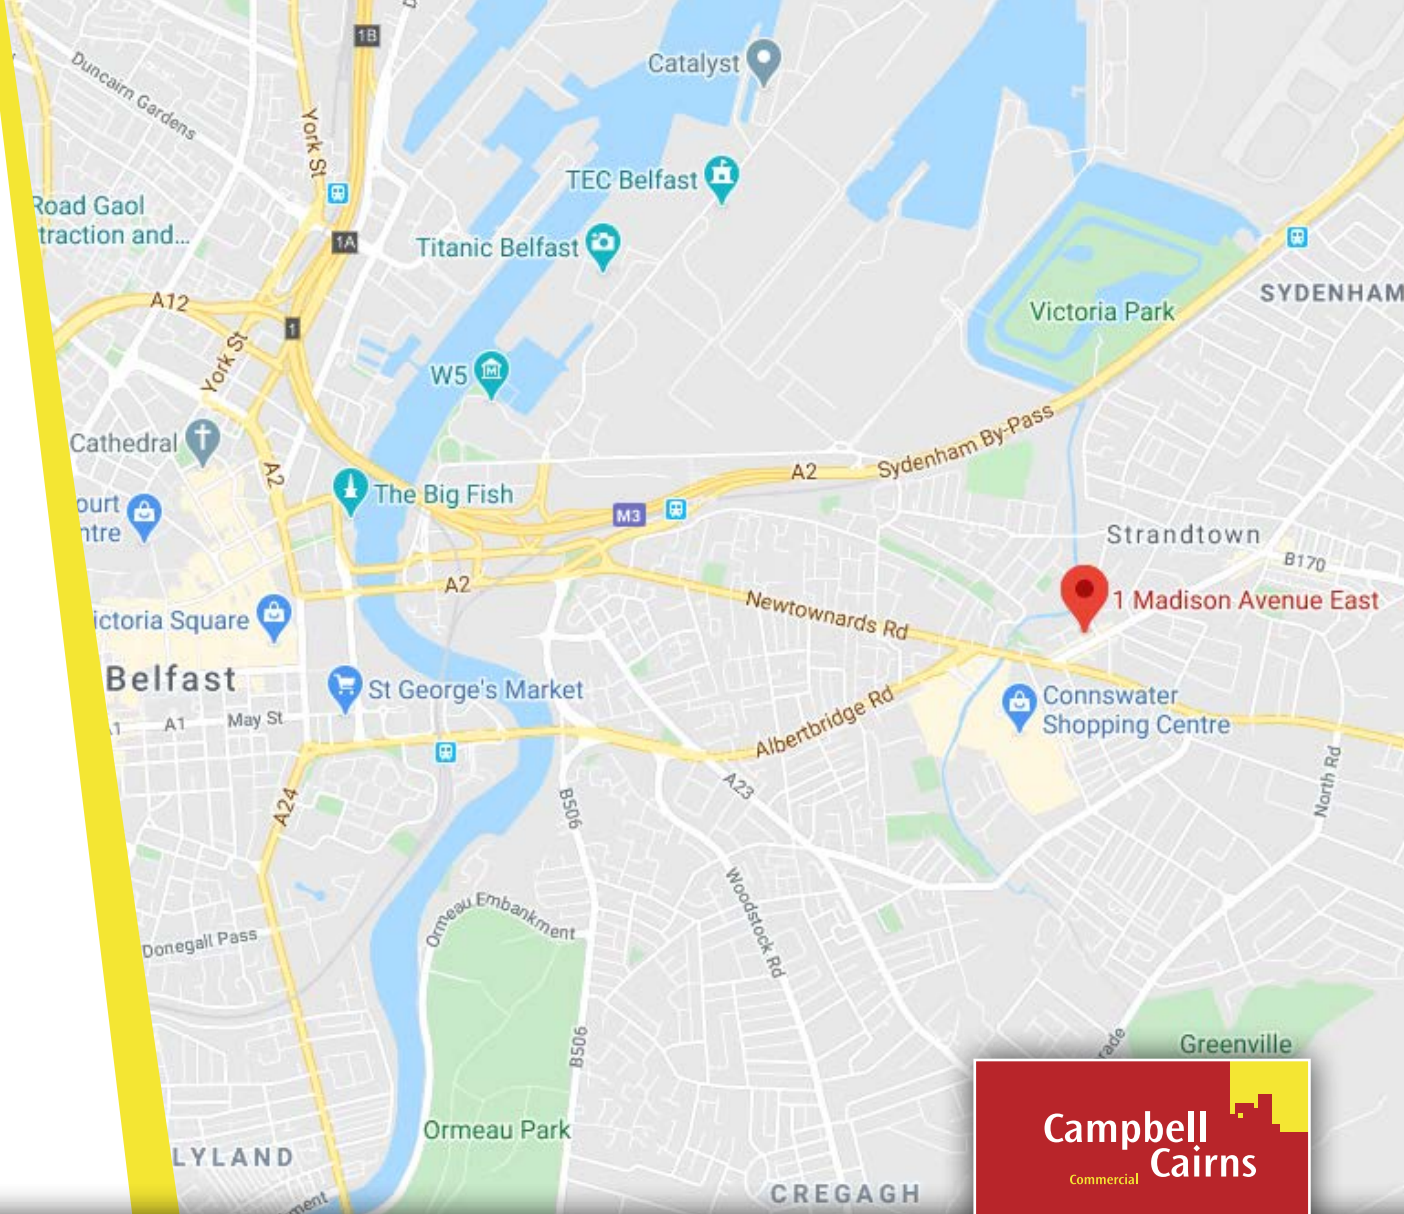 1B
Duncairn Gardens
York St
Catalyst
TEC Belfast
Road Gaol
traction and...
1A
Titanic Belfast
SYDENHAM
Victoria Park
A12
1
York St
W5
Sydenham By-Pass
Cathedral
A2
A2
The Big Fish
M3
ourt
ntre
Strandtown
B170
A2
1 Madison Avenue East
Newtownards Rd
ictoria Square
Belfast
St George's Market
Connswater
Shopping Centre
Albertbridge Rd
A1
May St
A23
North Rd
A24
B506
Woodstock Rd
Ormeau Embankment
Donegall Pass
B506
rade
Greenville
Ormeau Park
Campbell
Cairns
Commercial
LYLAND
CREGAGH
ment